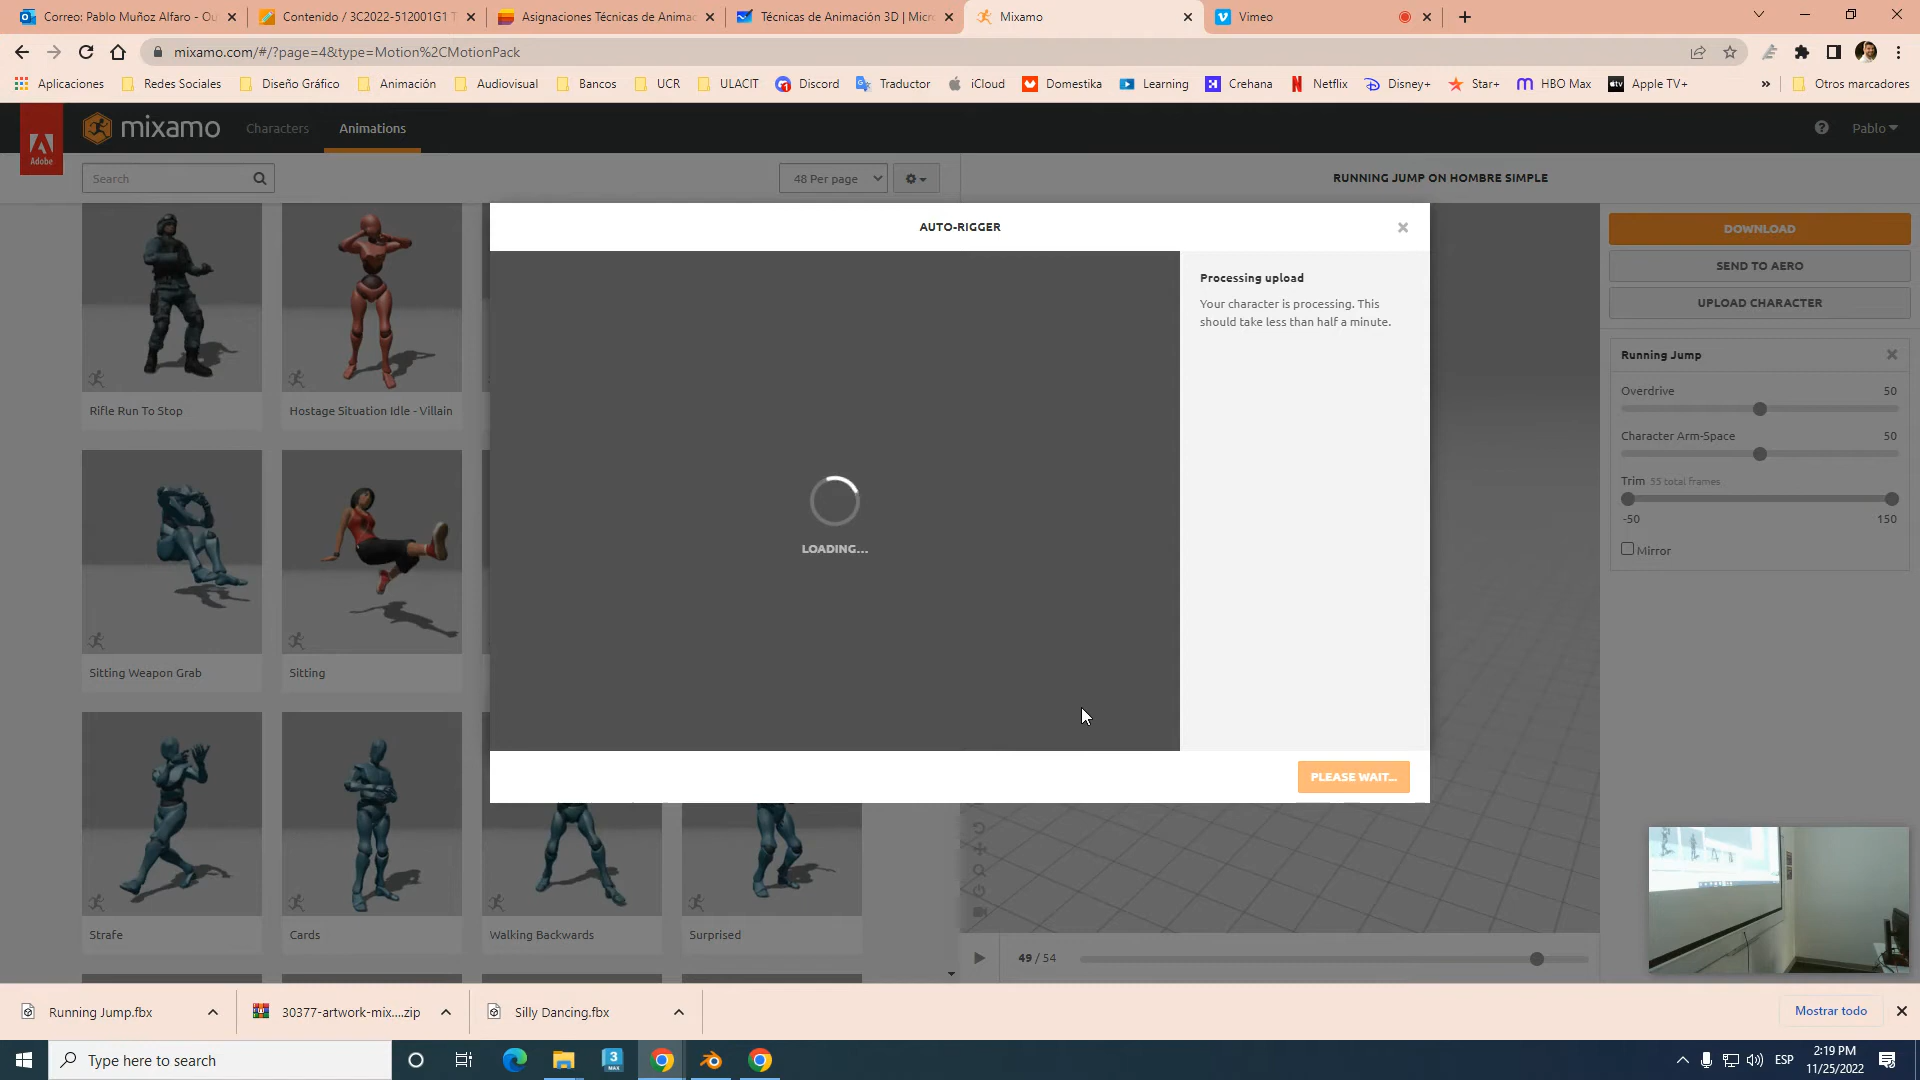 Correo: Pablo Muñoz Alfaro - Ou
Contenido / 3C2022-512001G1 T
Asignaciones Técnicas de Animac
Técnicas de Animación 3D | Micro
Mixamo
Vimeo
mixamo.com/#/?page=4&type=Motion%2CMotionPack
Aplicaciones
Redes Sociales
Diseño Gráfico
Animación
Audiovisual
Bancos
UCR
ULACIT
Discord
Traductor
iCloud
Domestika
Learning
Crehana
Netflix
Disney+
Star+
HBO Max
Apple TV+
»
Otros marcadores
Adobe
mixamo
Characters
Animations
Pablo
Search
48 Per page
RUNNING JUMP ON HOMBRE SIMPLE
AUTO-RIGGER
Processing upload
Your character is processing. This
should take less than half a minute.
LOADING...
PLEASE WAIT...
DOWNLOAD
SEND TO AERO
UPLOAD CHARACTER
Running Jump
Overdrive 50
Character Arm-Space 50
Trim 55 total frames
-50 150
Mirror
Rifle Run To Stop
Hostage Situation Idle - Villain
Sitting Weapon Grab
Sitting
Strafe
Cards
Walking Backwards
Surprised
49 / 54
Running Jump.fbx
30377-artwork-mix....zip
Silly Dancing.fbx
Mostrar todo
Type here to search
3
MAX
ESP
2:19 PM
11/25/2022